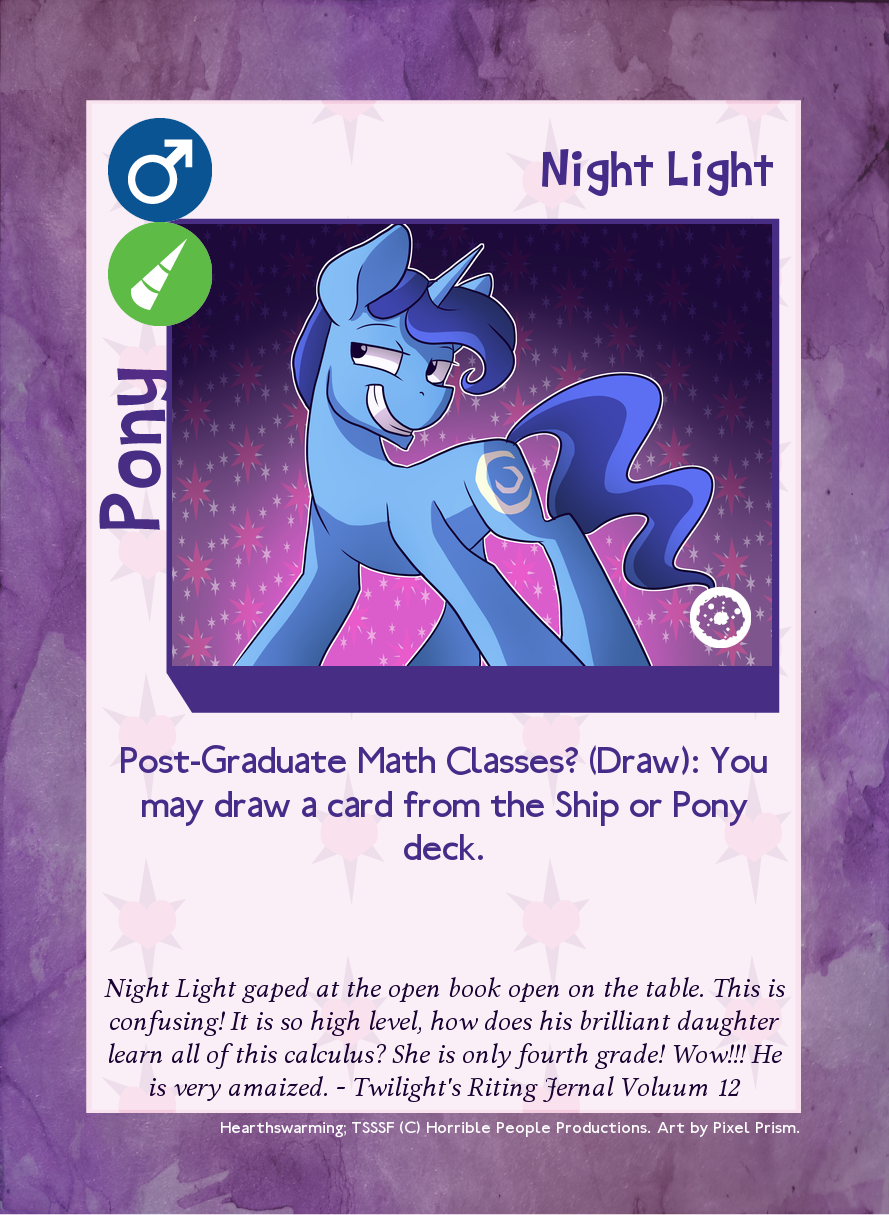 Night Light
Pony
Post-Graduate Math Classes? (Draw): You
may draw a card from the Ship or Pony
deck.
Night Light gaped at the open book open on the table. This is
confusing! It is so high level, how does his brilliant daughter
learn all of this calculus? She is only fourth grade! Wow!!! He
is very amaized. - Twilight's Riting Jernal Voluum 12
Hearthswarming; TSSSF (C) Horrible People Productions. Art by Pixel Prism.